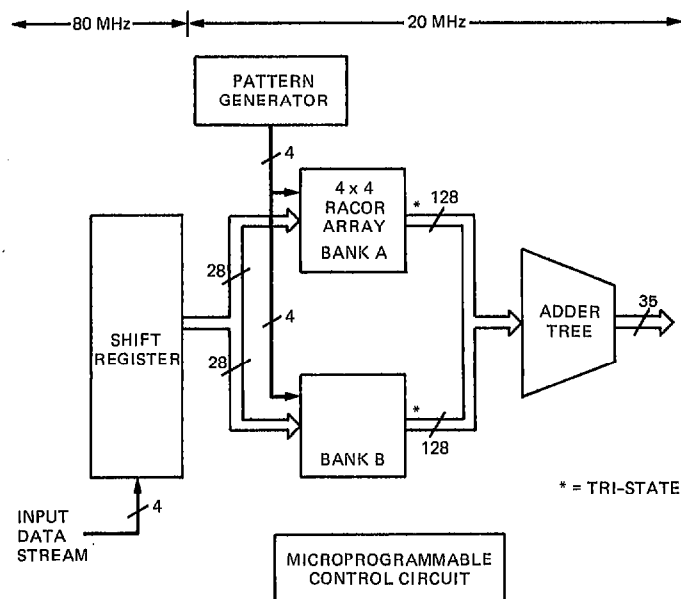 80 MHz
20 MHz
PATTERN
GENERATOR
4
4 x 4
RACOR
ARRAY
BANK A
* 128
28
4
28
SHIFT
REGISTER
ADDER
TREE
35
* 128
BANK B
* = TRI-STATE
4
INPUT
DATA
STREAM
MICROPROGRAMMABLE
CONTROL CIRCUIT